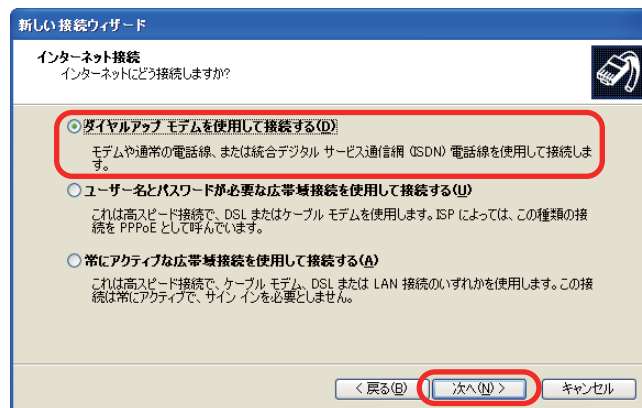 新しい接続ウィザード
インターネット接続
インターネットにどう接続しますか?
ダイヤルアップ モデムを使用して接続する(D)
モデムや通常の電話線、または統合デジタル サービス通信網 (ISDN) 電話線を使用して接続しま
す。
ユーザー名とパスワードが必要な広帯域接続を使用して接続する(U)
これは高スピード接続で、DSL またはケーブル モデムを使用します。ISP によっては、この種類の接
続を PPPoE として呼んでいます。
常にアクティブな広帯域接続を使用して接続する(A)
これは高スピード接続で、ケーブル モデム、DSL または LAN 接続のいずれかを使用します。この接
続は常にアクティブで、サイン インを必要としません。
< 戻る(B) 次へ(N) > キャンセル